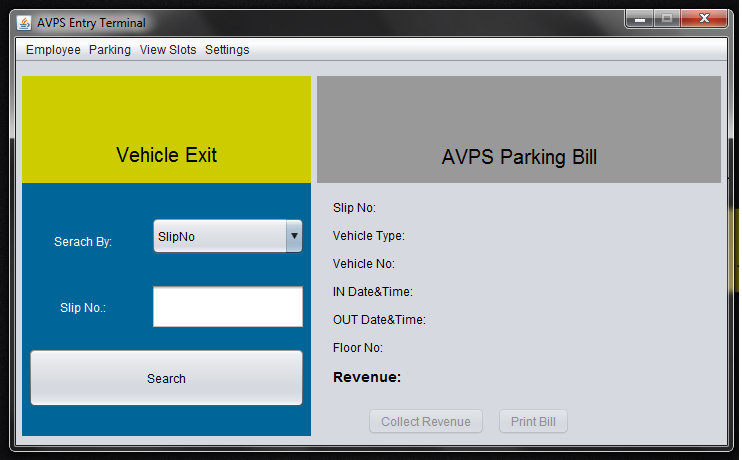 AVPS Entry Terminal
Employee Parking View Slots Settings
Vehicle Exit
Serach By:
SlipNo
Slip No.:
Search
AVPS Parking Bill
Slip No:
Vehicle Type:
Vehicle No:
IN Date&Time:
OUT Date&Time:
Floor No:
Revenue:
Collect Revenue
Print Bill